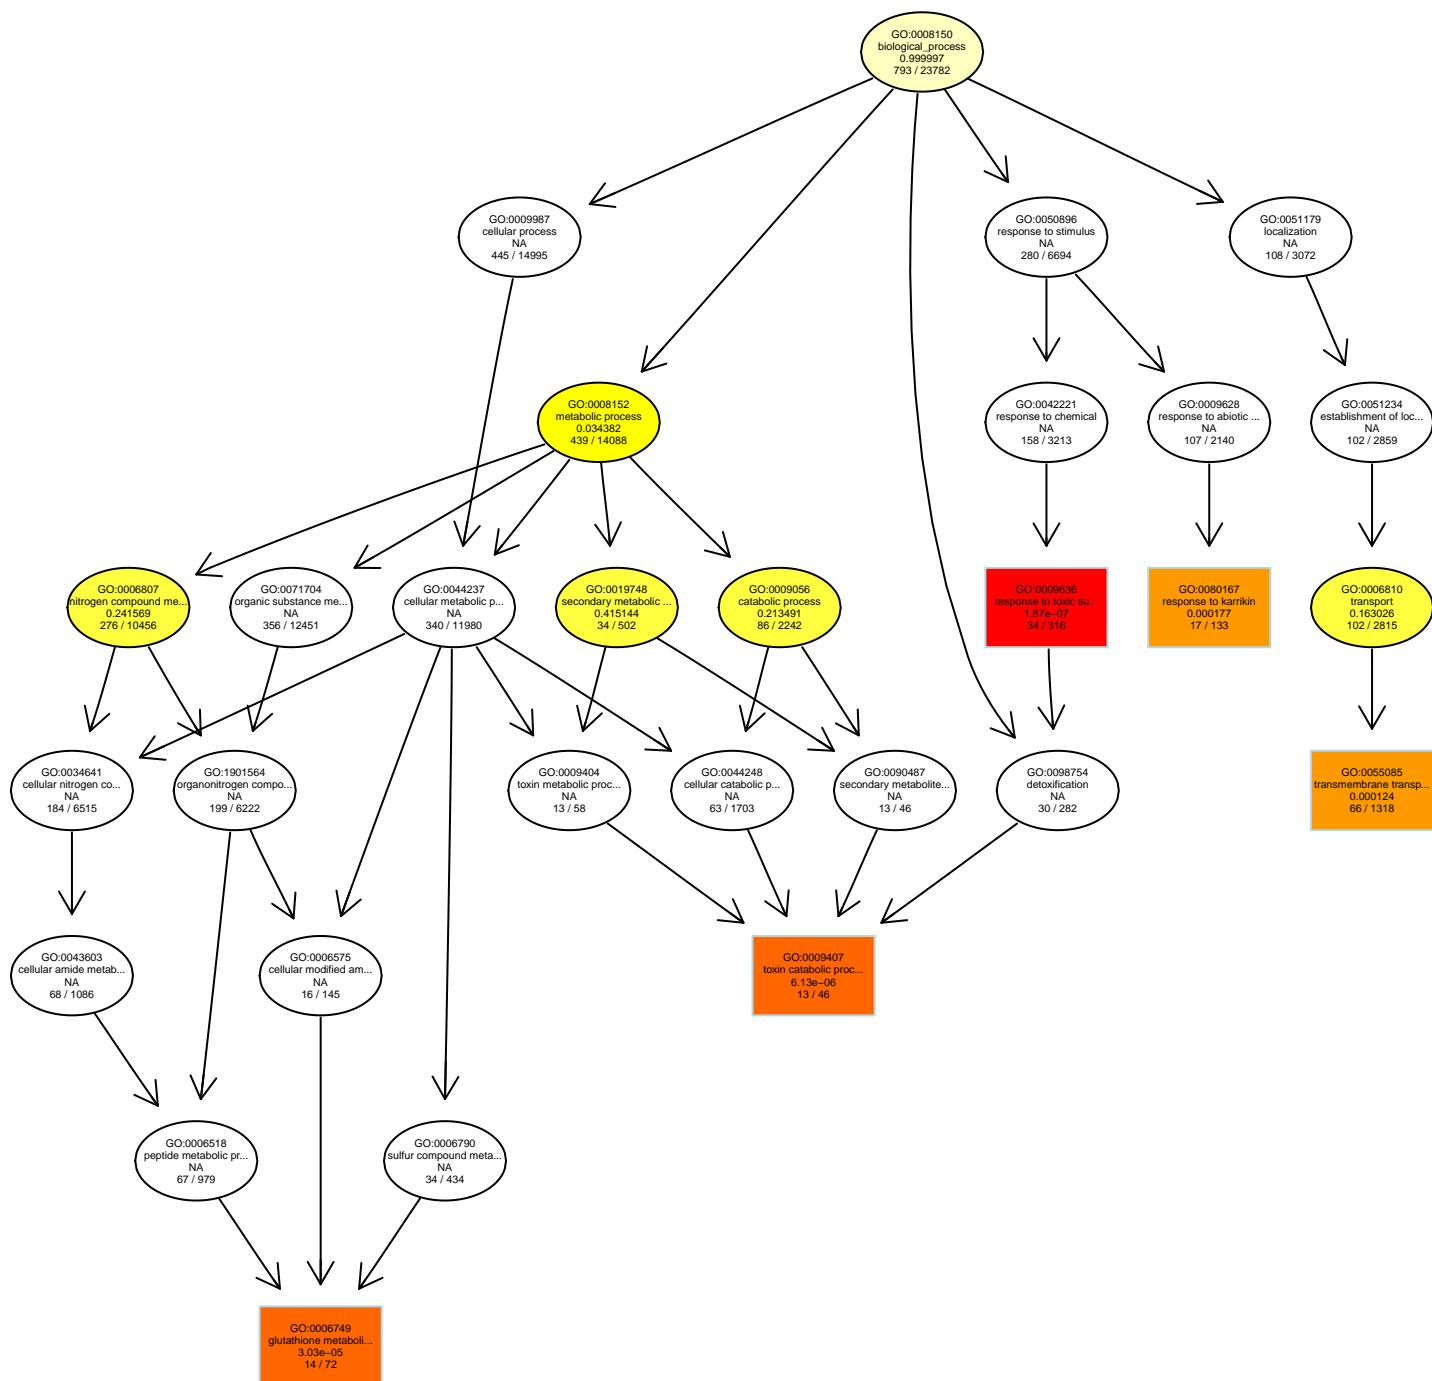 GO:0008150
biological_process
0.999997
793 / 23782
GO:0009987
cellular process
NA
445 / 14995
GO:0050896
response to stimulus
NA
280 / 6694
GO:0051179
localization
NA
108 / 3072
GO:0008152
metabolic process
0.034382
439 / 14088
GO:0042221
response to chemical
NA
158 / 3213
GO:0009628
response to abiotic ...
NA
107 / 2140
GO:0051234
establishment of loc...
NA
102 / 2859
GO:0006807
nitrogen compound me...
0.241569
276 / 10456
GO:0071704
organic substance me...
NA
356 / 12451
GO:0044237
cellular metabolic p...
NA
340 / 11980
GO:0019748
secondary metabolic ...
0.415144
34 / 502
GO:0009056
catabolic process
0.213491
86 / 2242
GO:0009636
response to toxic su...
1.87e−07
34 / 316
GO:0080167
response to karrikin
0.000177
17 / 133
GO:0006810
transport
0.163026
102 / 2815
GO:0034641
cellular nitrogen co...
NA
184 / 6515
GO:1901564
organonitrogen compo...
NA
199 / 6222
GO:0009404
toxin metabolic proc...
NA
13 / 58
GO:0044248
cellular catabolic p...
NA
63 / 1703
GO:0090487
secondary metabolite...
NA
13 / 46
GO:0098754
detoxification
NA
30 / 282
GO:0055085
transmembrane transp...
0.000124
66 / 1318
GO:0043603
cellular amide metab...
NA
68 / 1086
GO:0006575
cellular modified am...
NA
16 / 145
GO:0009407
toxin catabolic proc...
6.13e−06
13 / 46
GO:0006518
peptide metabolic pr...
NA
67 / 979
GO:0006790
sulfur compound meta...
NA
34 / 434
GO:0006749
glutathione metaboli...
3.03e−05
14 / 72